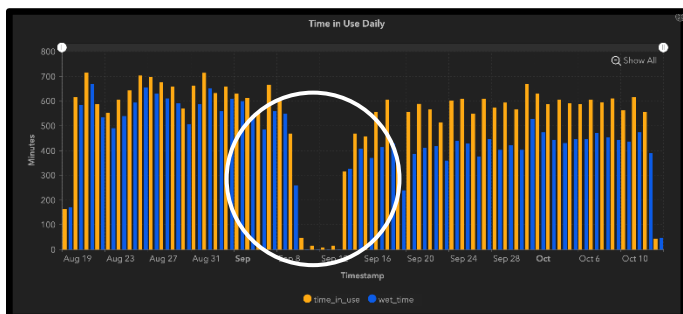 Time in Use Daily
Show All
800
700
600
500
400
300
200
100
0
Minutes
Aug 19 Aug 23 Aug 27 Aug 31 Sep Sep 8 Sep Sep 16 Sep 20 Sep 24 Sep 28 Oct Oct 6 Oct 10
Timestamp
time_in_use wet_time